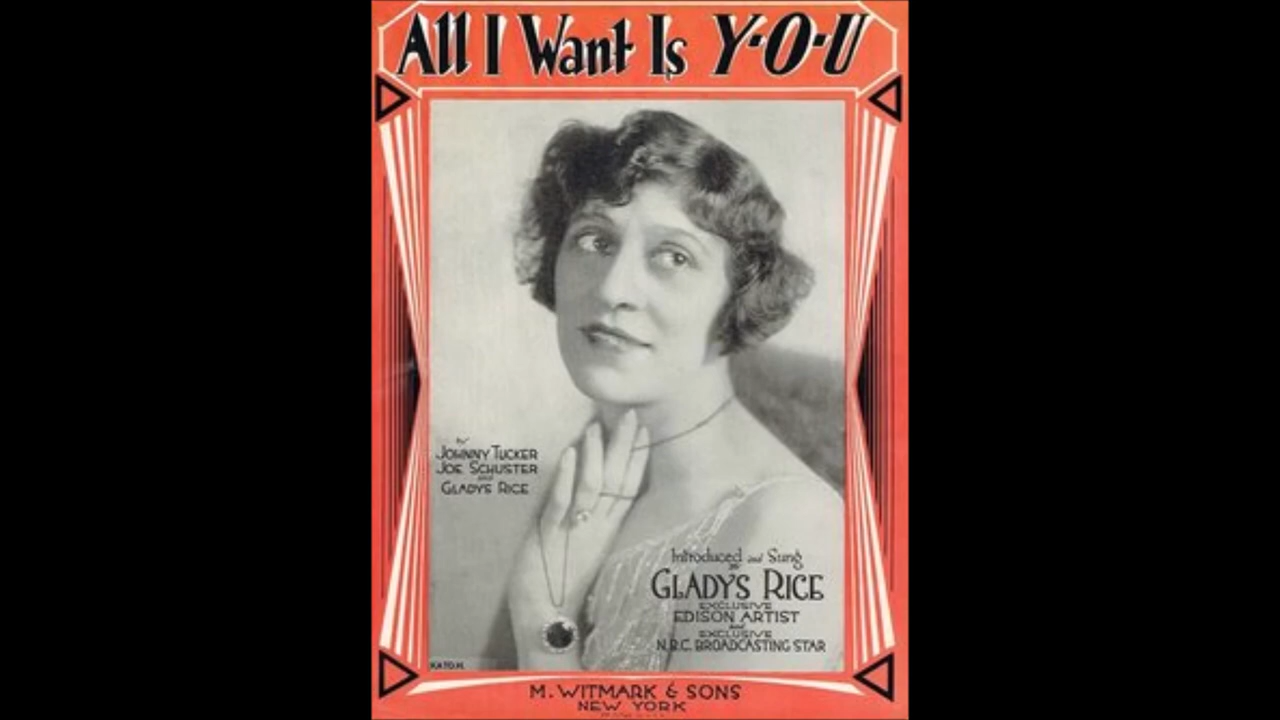 All I Want Is Y-O-U
by
JOHNNY TUCKER
JOE SCHUSTER
and
GLADYS RICE
Introduced and Sung
by
GLADYS RICE
EXCLUSIVE
EDISON ARTIST
and
EXCLUSIVE
N.B.C. BROADCASTING STAR
M. WITMARK & SONS
NEW YORK